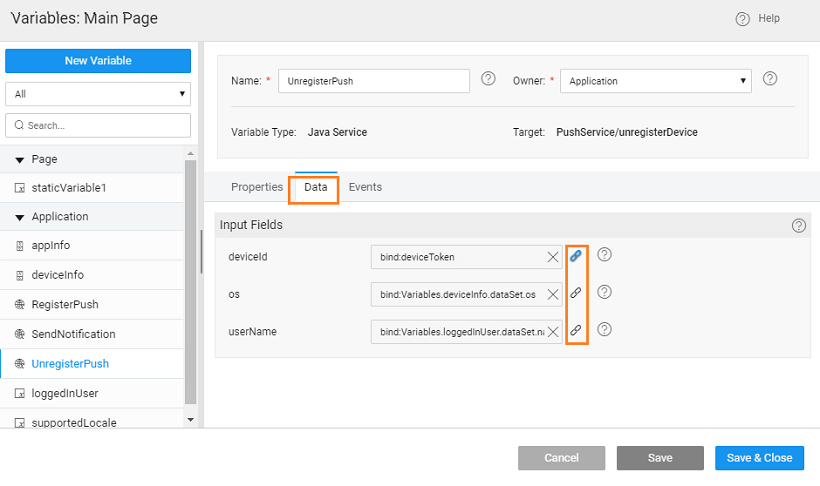 Variables: Main Page
Help
New Variable
All
Search...
Page
staticVariable1
Application
appInfo
deviceInfo
RegisterPush
SendNotification
UnregisterPush
loggedInUser
supportedLocale
Name: * UnregisterPush
Owner: * Application
Variable Type: Java Service
Target: PushService/unregisterDevice
Properties Data Events
Input Fields
deviceId bind:deviceToken
os bind:Variables.deviceInfo.dataSet.os
userName bind:Variables.loggedInUser.dataSet.na
Cancel Save Save & Close